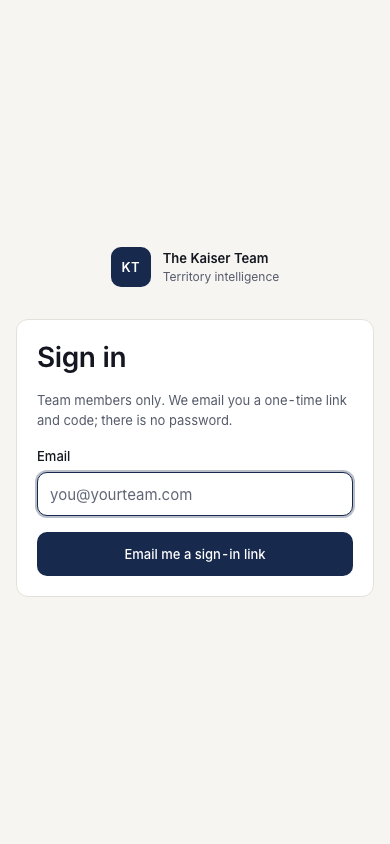 KT
The Kaiser Team
Territory intelligence
Sign in
Team members only. We email you a one-time link
and code; there is no password.
Email
you@yourteam.com
Email me a sign-in link